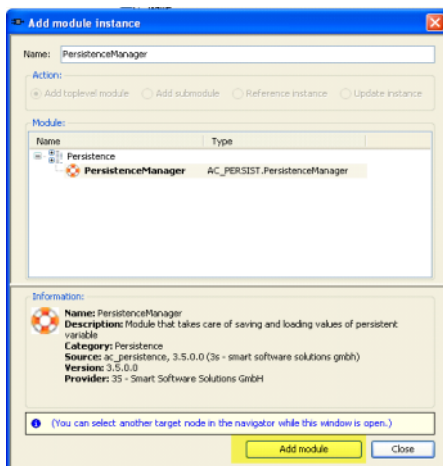 Add module instance
Name: PersistenceManager
Action:
Add toplevel module Add submodule Reference instance Update instance
Module:
Name Type
Persistence
PersistenceManager AC_PERSIST.PersistenceManager
Information:
Name: PersistenceManager
Description: Module that takes care of saving and loading values of persistent
variable
Category: Persistence
Source: ac_persistence, 3.5.0.0 (3s - smart software solutions gmbh)
Version: 3.5.0.0
Provider: 3S - Smart Software Solutions GmbH
(You can select another target node in the navigator while this window is open.)
Add module Close